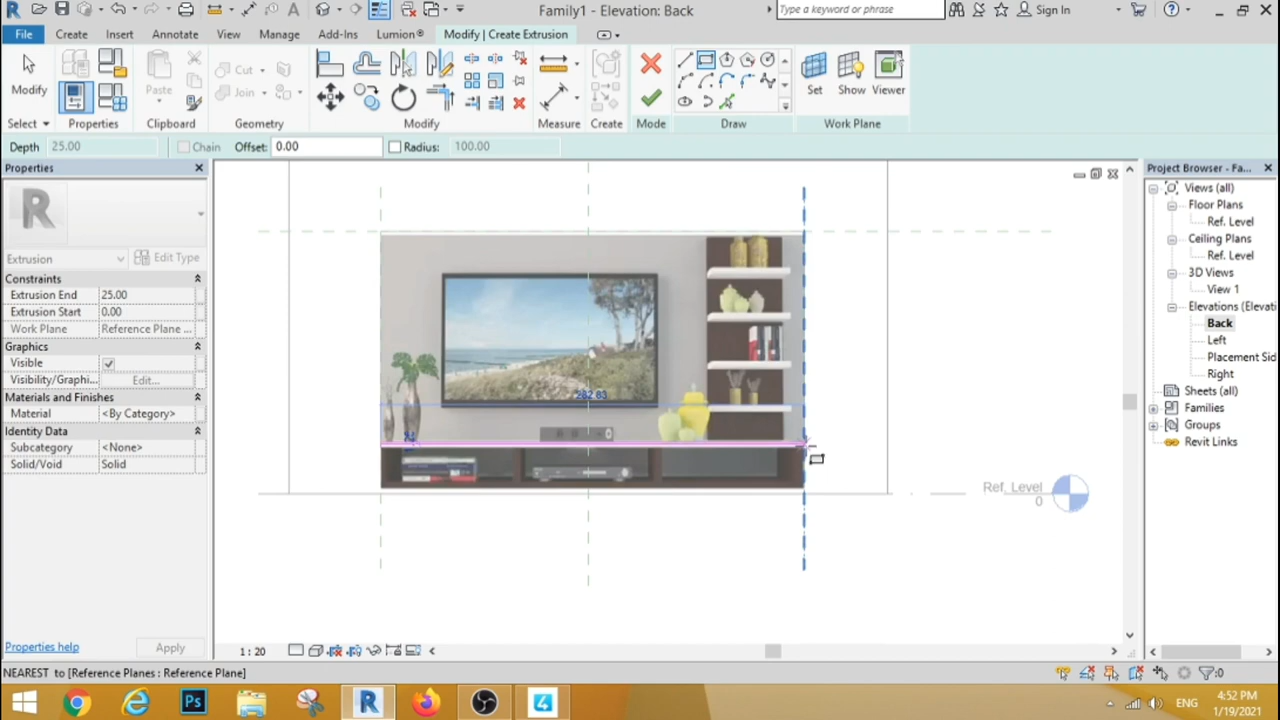 Family1 - Elevation: Back
Type a keyword or phrase
Sign In
File
Create
Insert
Annotate
View
Manage
Add-Ins
Lumion®
Modify | Create Extrusion
Modify
Paste
Cut
Join
Create
Set
Show
Viewer
Select
Properties
Clipboard
Geometry
Modify
Measure
Create
Mode
Draw
Work Plane
Depth
25.00
Chain
Offset:
0.00
Radius:
100.00
Properties
Extrusion
Edit Type
Constraints
Extrusion End 25.00
Extrusion Start 0.00
Work Plane Reference Plane ...
Graphics
Visible
Visibility/Graphi... Edit...
Materials and Finishes
Material <By Category>
Identity Data
Subcategory <None>
Solid/Void Solid
Properties help
Apply
Ref. Level
0
1 : 20
Project Browser - Fa...
Views (all)
Floor Plans
Ref. Level
Ceiling Plans
Ref. Level
3D Views
View 1
Elevations (Elevati
Back
Left
Placement Sid
Right
Sheets (all)
Families
Groups
Revit Links
NEAREST to [Reference Planes : Reference Plane]
:0
ENG
4:52 PM
1/19/2021